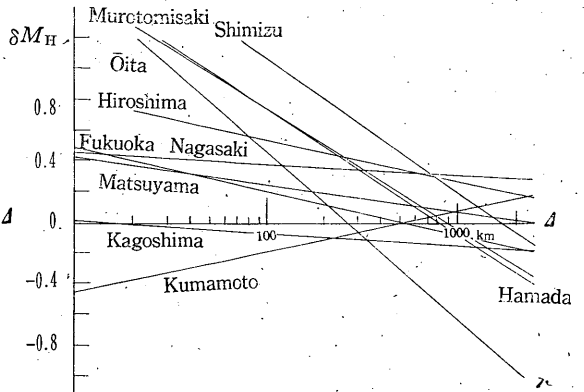 Murotomisaki
Shimizu
δM_H
Ōita
0.8
Hiroshima
Fukuoka Nagasaki
0.4
Matsuyama
Δ 0 Δ
100 1000 km
Kagoshima
-0.4
Kumamoto
Hamada
-0.8